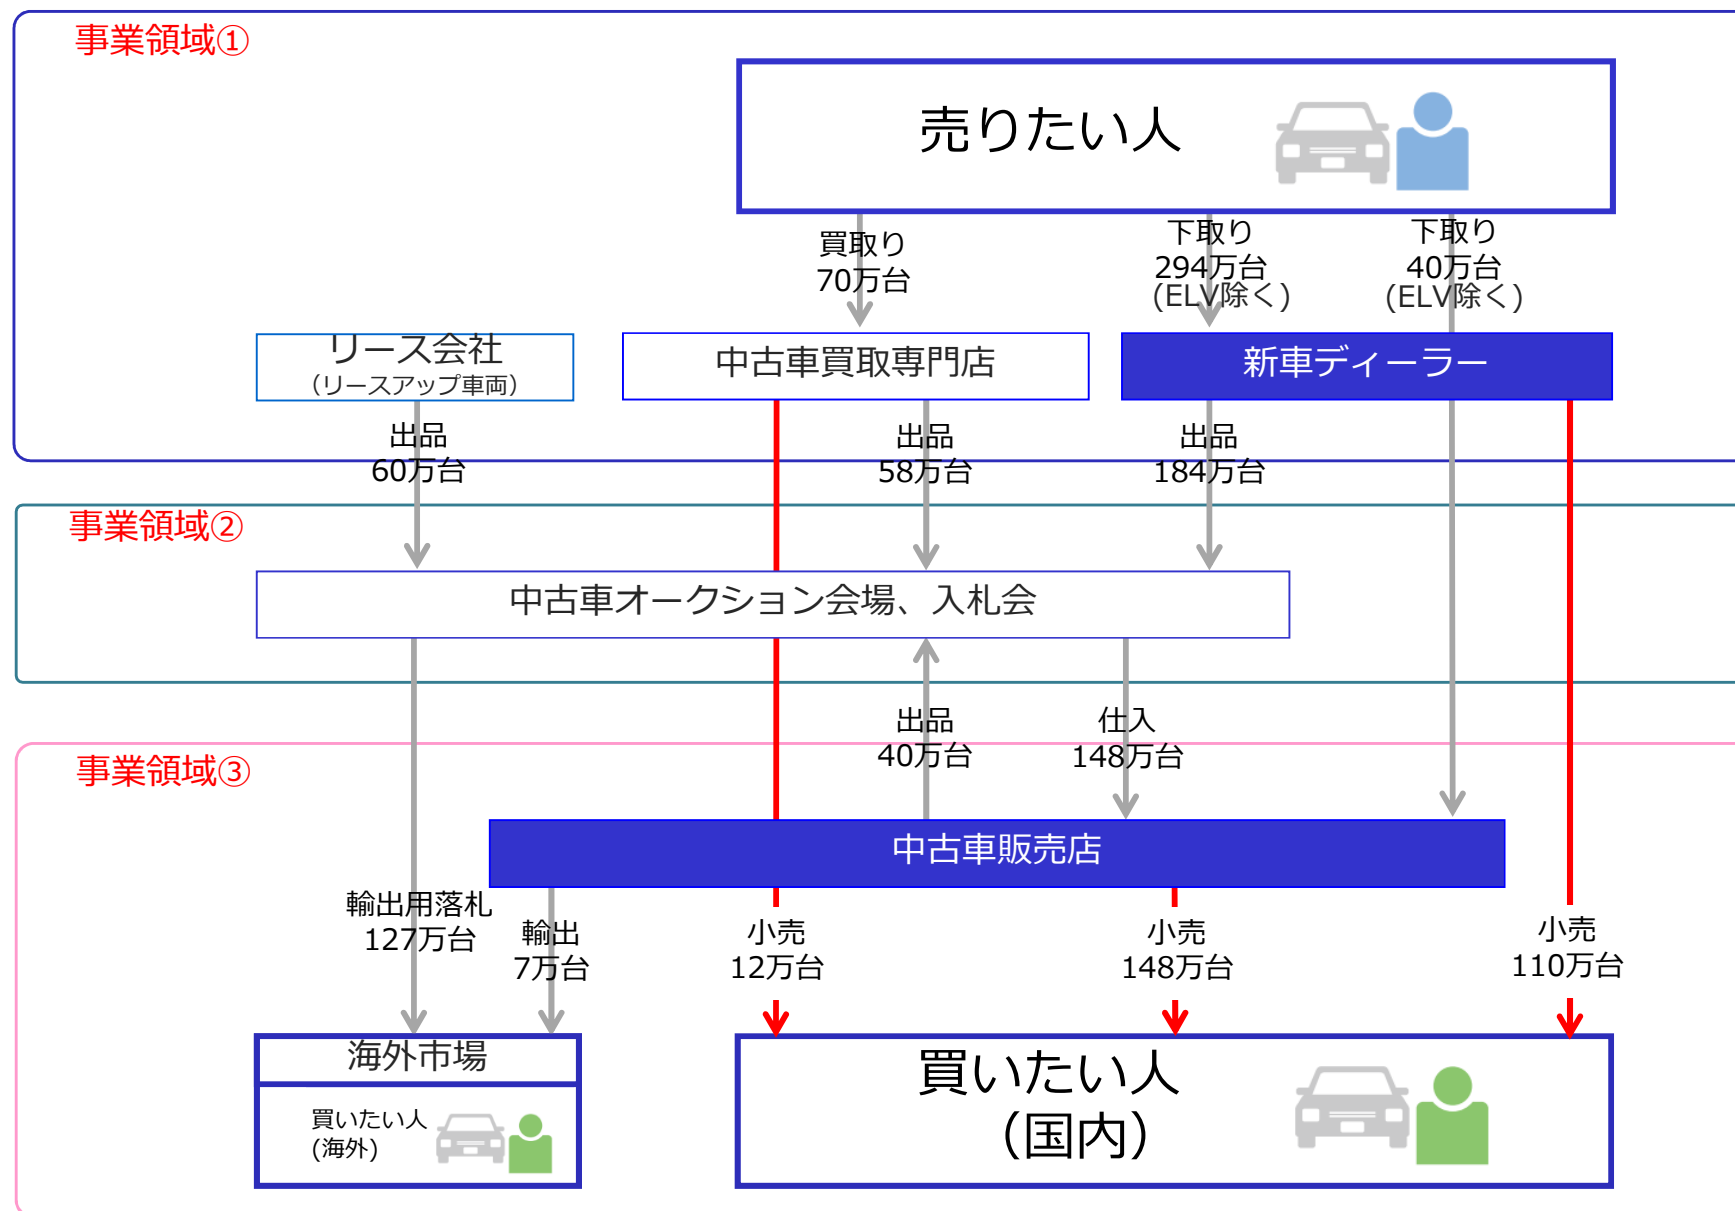 事業領域①
売りたい人
買取り
70万台
下取り
294万台
(ELV除く)
下取り
40万台
(ELV除く)
リース会社
（リースアップ車両）
中古車買取専門店
新車ディーラー
出品
60万台
出品
58万台
出品
184万台
事業領域②
中古車オークション会場、入札会
出品
40万台
仕入
148万台
事業領域③
中古車販売店
輸出用落札
127万台
輸出
7万台
小売
12万台
小売
148万台
小売
110万台
海外市場
買いたい人
(海外)
買いたい人
（国内）